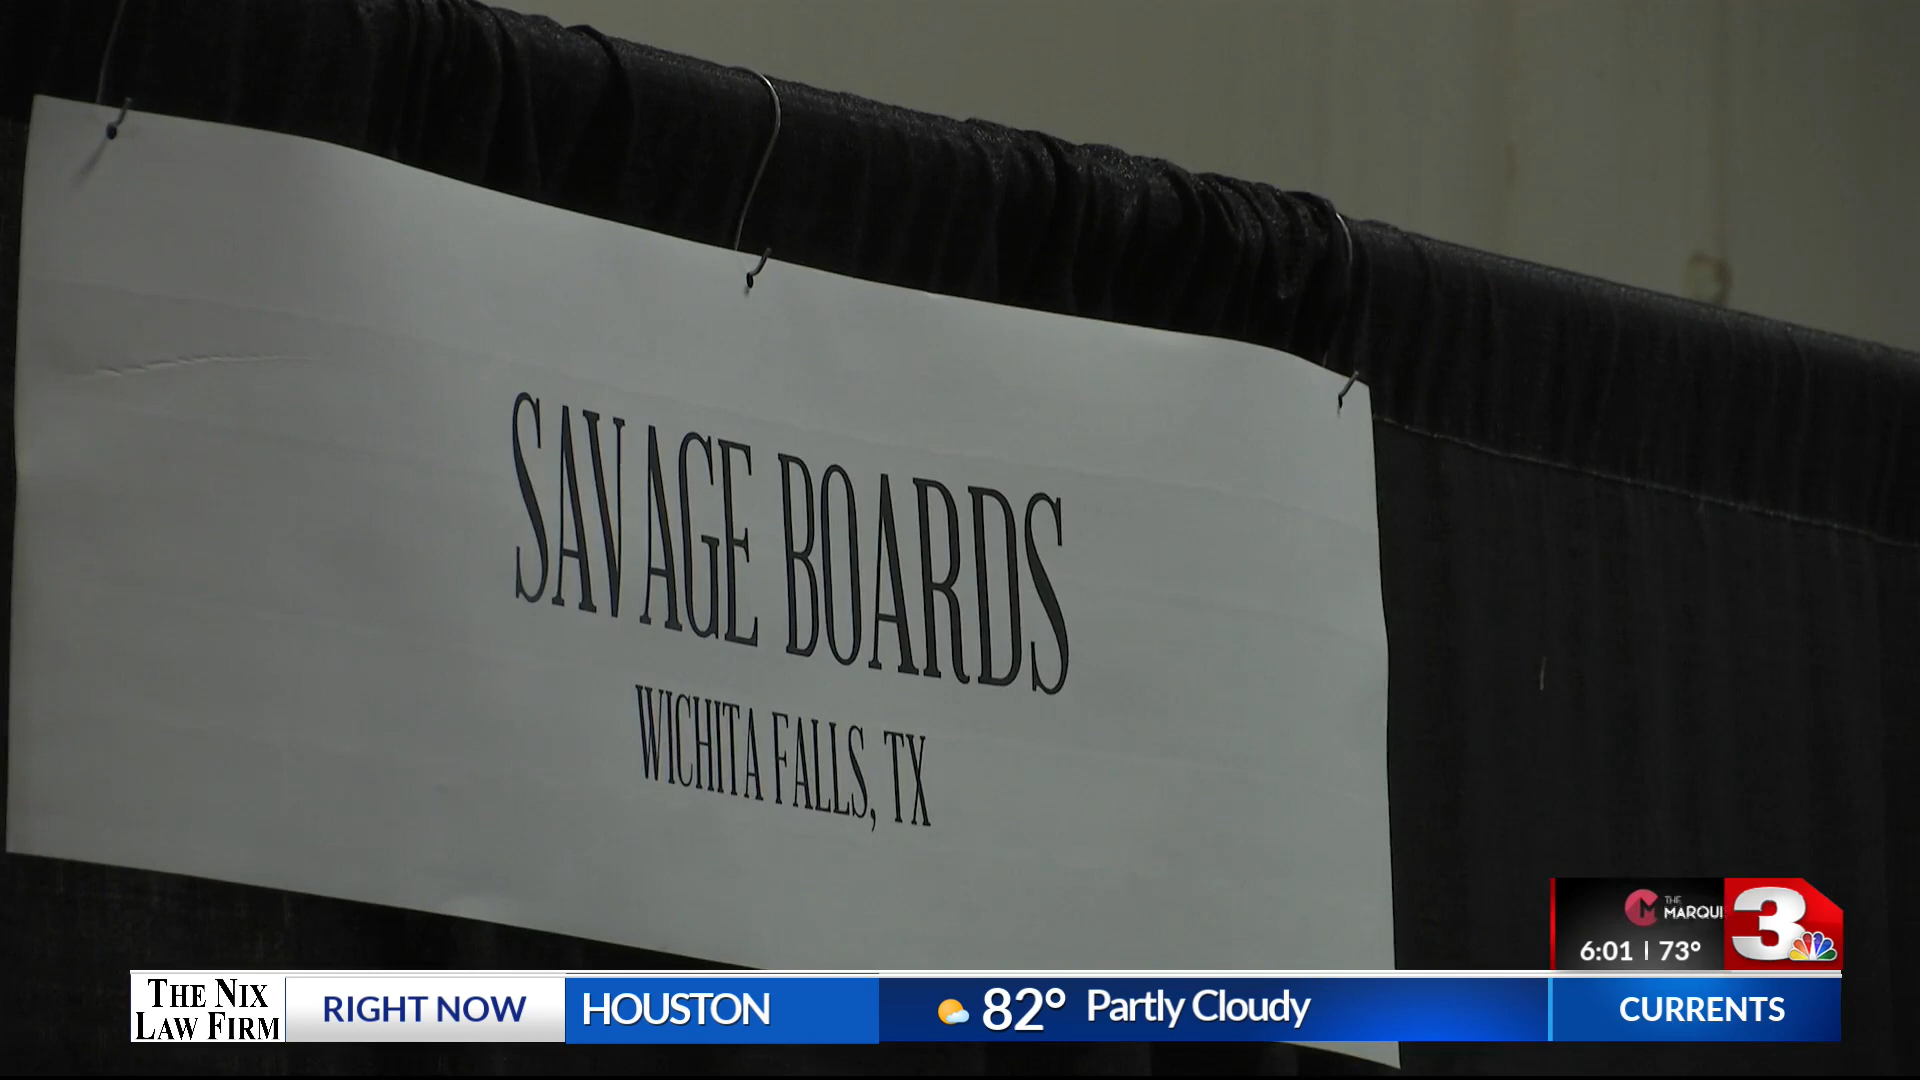 SAVAGE BOARDS
WICHITA FALLS, TX
THE
MARQUI
3
6:01 | 73°
THE NIX
LAW FIRM
RIGHT NOW
HOUSTON
82° Partly Cloudy
CURRENTS